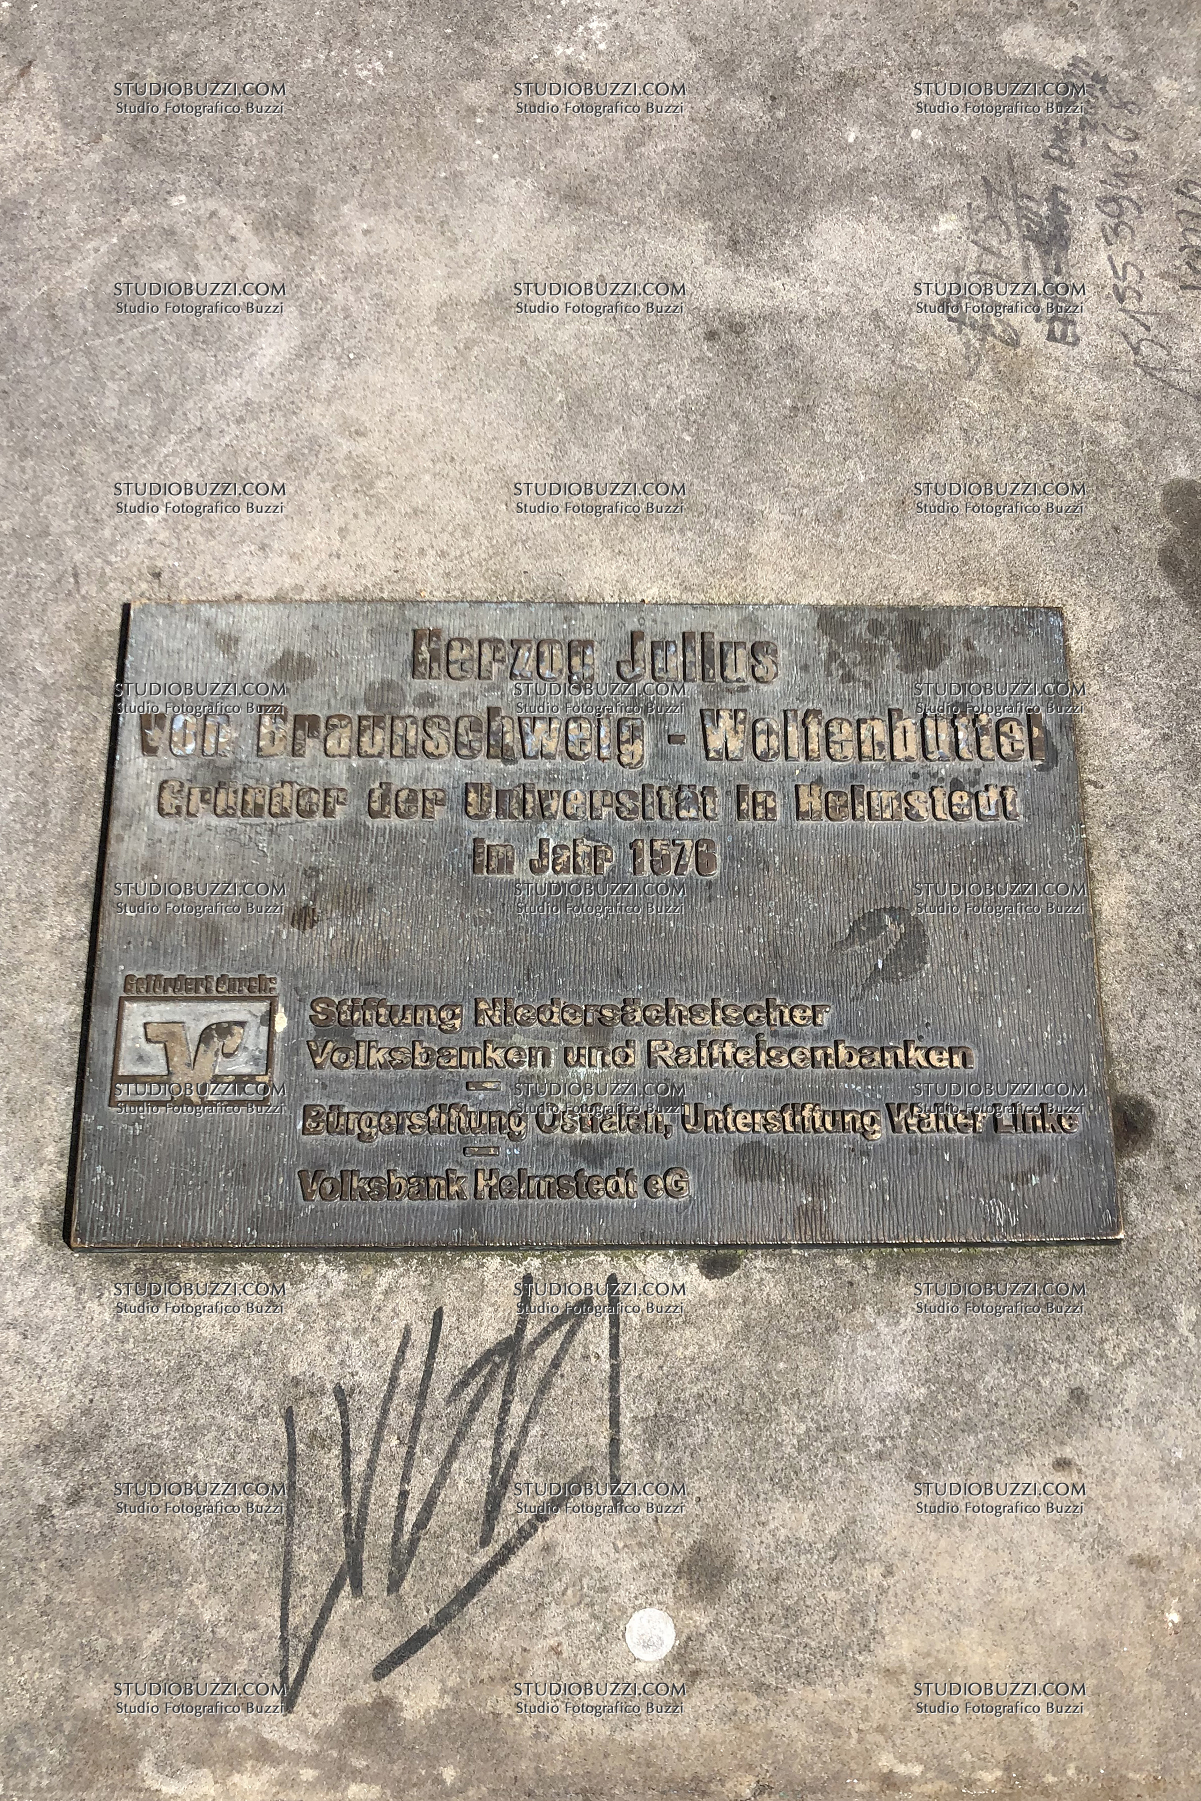 STUDIOBUZZI.COM
Studio Fotografico Buzzi
Herzog Julius
von Braunschweig - Wolfenbüttel
Gründer der Universität in Helmstedt
im Jahr 1576
Gefördert durch:
Stiftung Niedersächsischer
Volksbanken und Raiffeisenbanken
—
Bürgerstiftung Ostfalen, Unterstiftung Walter Linke
—
Volksbank Helmstedt eG